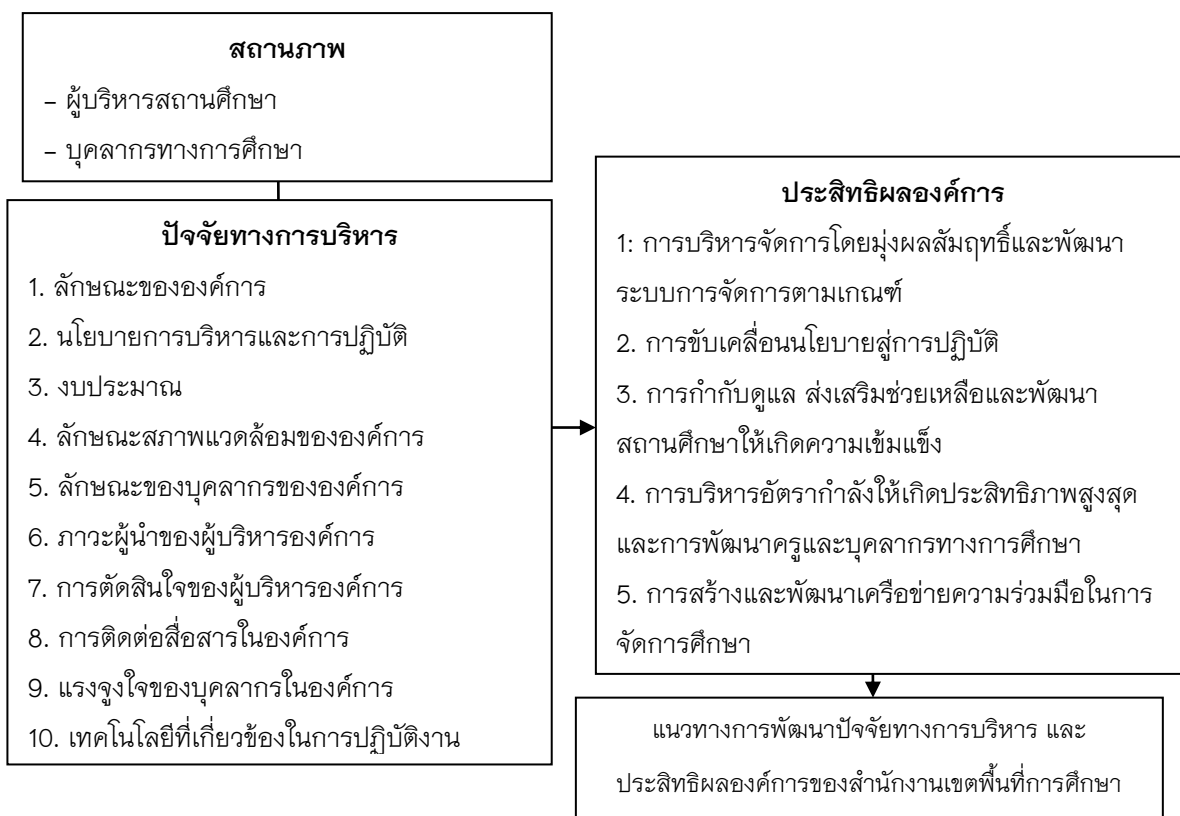 สถานภาพ
– ผู้บริหารสถานศึกษา
– บุคลากรทางการศึกษา
ปัจจัยทางการบริหาร
1. ลักษณะขององค์การ
2. นโยบายการบริหารและการปฏิบัติ
3. งบประมาณ
4. ลักษณะสภาพแวดล้อมขององค์การ
5. ลักษณะของบุคลากรขององค์การ
6. ภาวะผู้นำของผู้บริหารองค์การ
7. การตัดสินใจของผู้บริหารองค์การ
8. การติดต่อสื่อสารในองค์การ
9. แรงจูงใจของบุคลากรในองค์การ
10. เทคโนโลยีที่เกี่ยวข้องในการปฏิบัติงาน
ประสิทธิผลองค์การ
1: การบริหารจัดการโดยมุ่งผลสัมฤทธิ์และพัฒนา
ระบบการจัดการตามเกณฑ์
2. การขับเคลื่อนนโยบายสู่การปฏิบัติ
3. การกำกับดูแล ส่งเสริมช่วยเหลือและพัฒนา
สถานศึกษาให้เกิดความเข้มแข็ง
4. การบริหารอัตรากำลังให้เกิดประสิทธิภาพสูงสุด
และการพัฒนาครูและบุคลากรทางการศึกษา
5. การสร้างและพัฒนาเครือข่ายความร่วมมือในการ
จัดการศึกษา
แนวทางการพัฒนาปัจจัยทางการบริหาร และ
ประสิทธิผลองค์การของสำนักงานเขตพื้นที่การศึกษา